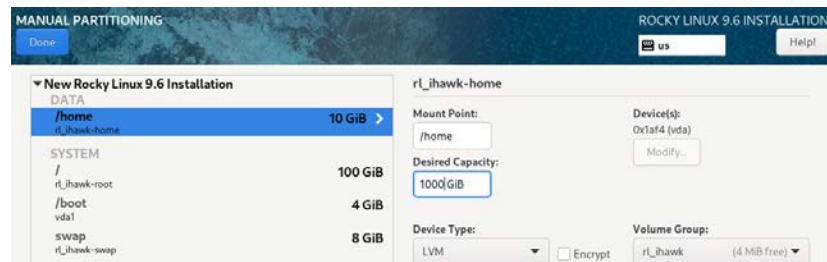 MANUAL PARTITIONING
ROCKY LINUX 9.6 INSTALLATION
Done
us
Help!
New Rocky Linux 9.6 Installation
DATA
/home
10 GiB
rl_ihawk-home
SYSTEM
/
100 GiB
rl_ihawk-root
/boot
4 GiB
vda1
swap
8 GiB
rl_ihawk-swap
rl_ihawk-home
Mount Point:
/home
Device(s):
0x1af4 (vda)
Modify...
Desired Capacity:
1000 GiB
Device Type:
LVM
Encrypt
Volume Group:
rl_ihawk (4 MiB free)